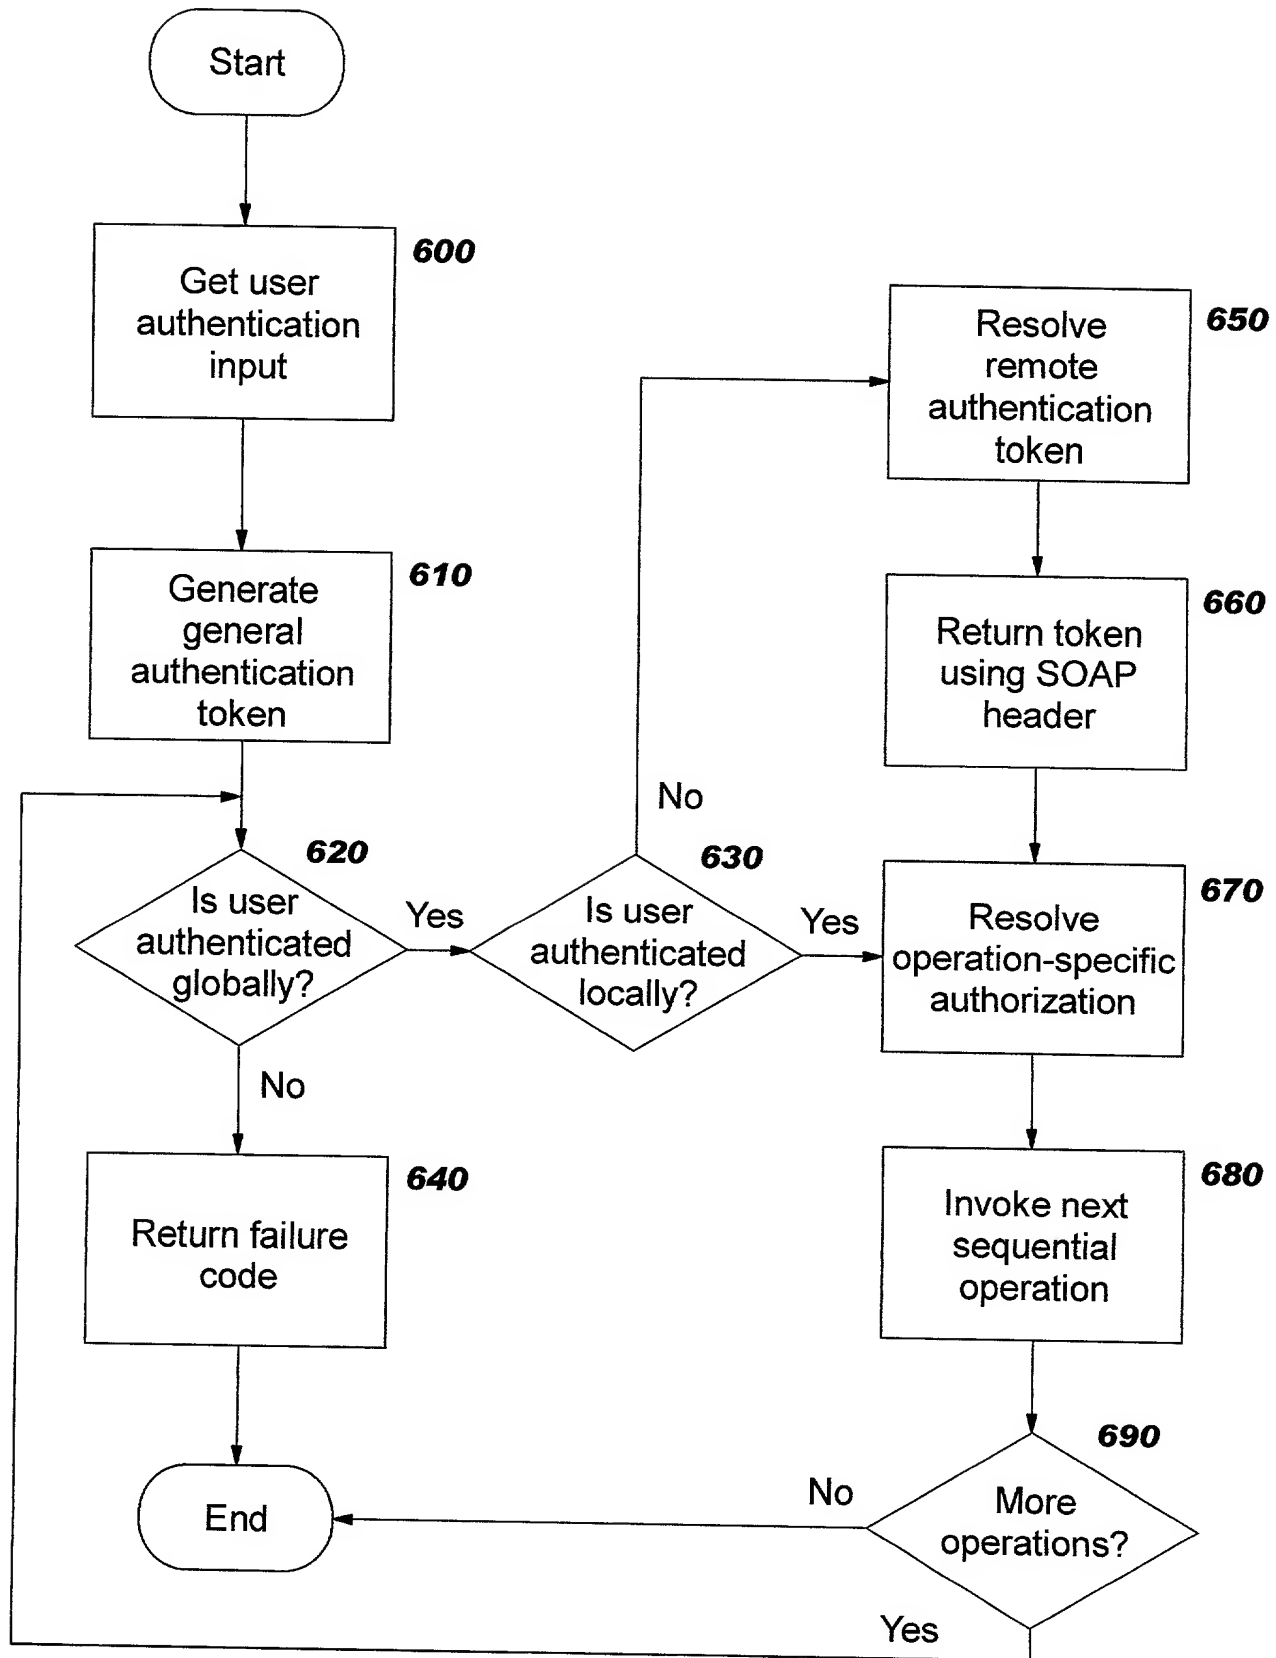 Start
600
Get user
authentication
input
610
Generate
general
authentication
token
620
Is user
authenticated
globally?
Yes
No
630
Is user
authenticated
locally?
No
Yes
640
Return failure
code
End
650
Resolve
remote
authentication
token
660
Return token
using SOAP
header
670
Resolve
operation-specific
authorization
680
Invoke next
sequential
operation
690
More
operations?
No
Yes